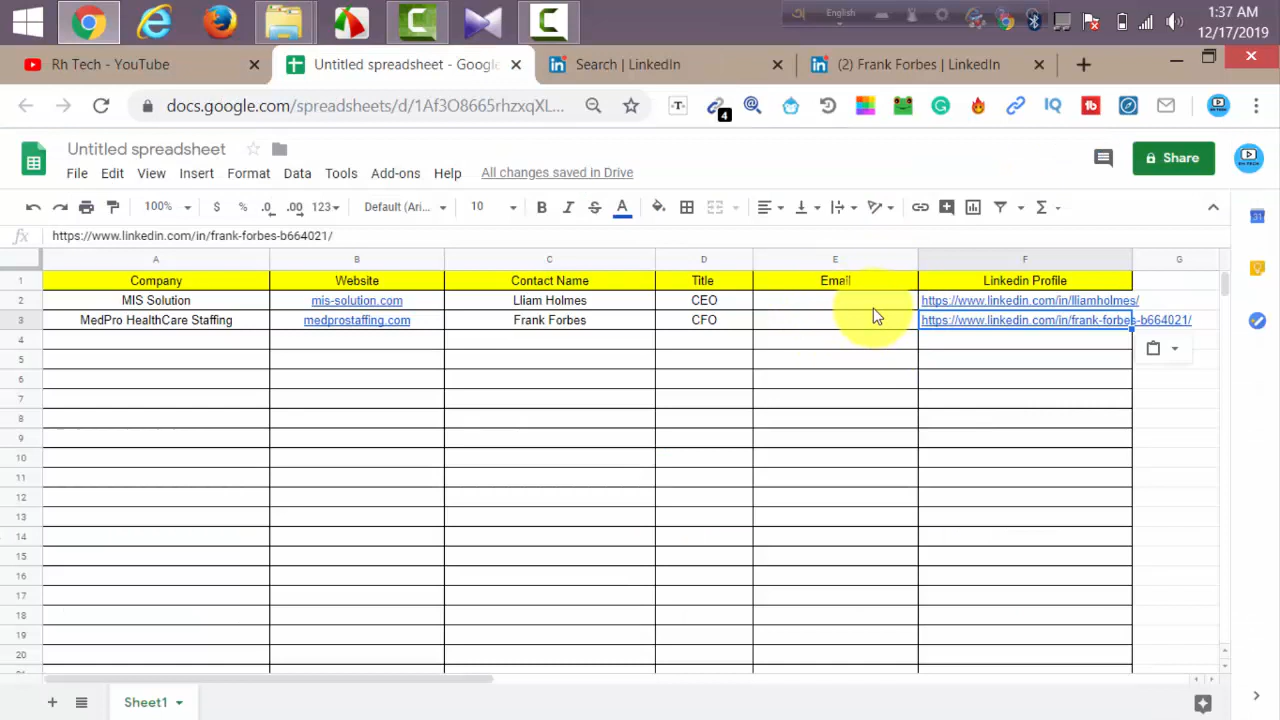 English
1:37 AM
12/17/2019
Rh Tech - YouTube
Untitled spreadsheet - Google
Search | LinkedIn
(2) Frank Forbes | LinkedIn
docs.google.com/spreadsheets/d/1Af3O8665rhzxqXL...
4
Untitled spreadsheet
File Edit View Insert Format Data Tools Add-ons Help All changes saved in Drive
Share
100% $ % .0 .00 123 Default (Ari... 10 B I S A
fx https://www.linkedin.com/in/frank-forbes-b664021/
A B C D E F G
1 Company Website Contact Name Title Email Linkedin Profile
2 MIS Solution mis-solution.com Lliam Holmes CEO https://www.linkedin.com/in/lliamholmes/
3 MedPro HealthCare Staffing medprostaffing.com Frank Forbes CFO https://www.linkedin.com/in/frank-forbes-b664021/
4
5
6
7
8
9
10
11
12
13
14
15
16
17
18
19
20
Sheet1